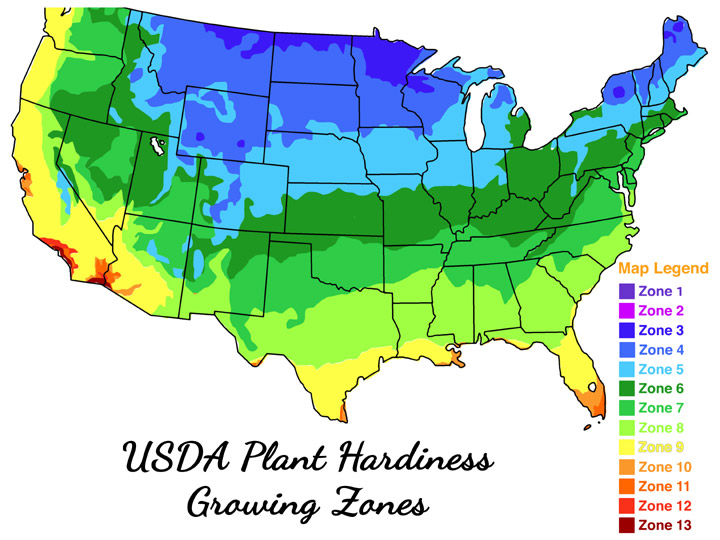 Map Legend
Zone 1
Zone 2
Zone 3
Zone 4
Zone 5
Zone 6
Zone 7
Zone 8
Zone 9
Zone 10
Zone 11
Zone 12
Zone 13
USDA Plant Hardiness
Growing Zones